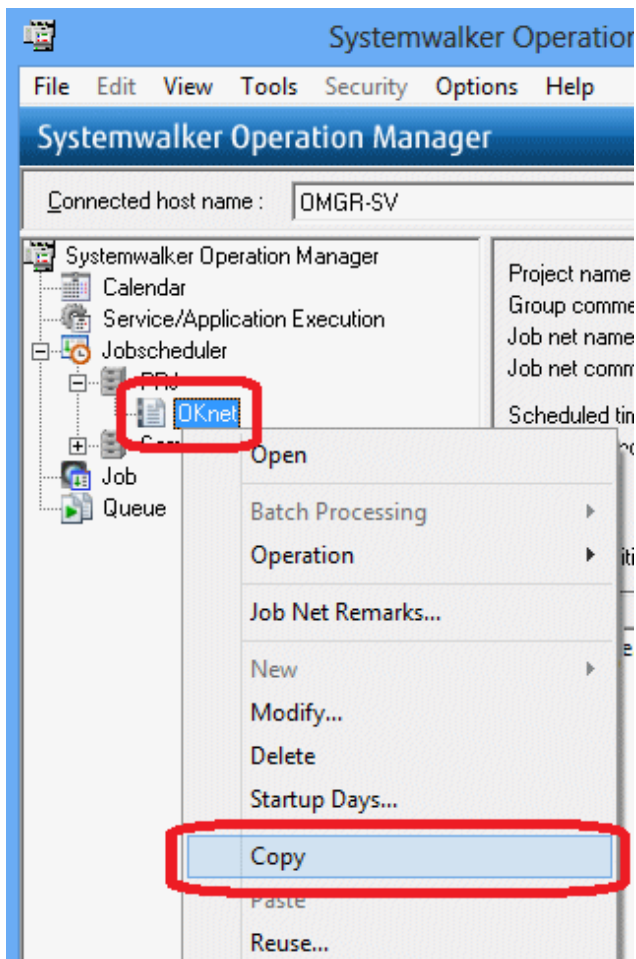 Systemwalker Operation
File Edit View Tools Security Options Help
Systemwalker Operation Manager
Connected host name : OMGR-SV
Systemwalker Operation Manager
Calendar
Service/Application Execution
Jobscheduler
OKnet
Job
Queue
Project name
Group comme
Job net name
Job net comm
Scheduled tim
Open
Batch Processing
Operation
Job Net Remarks...
New
Modify...
Delete
Startup Days...
Copy
Paste
Reuse...